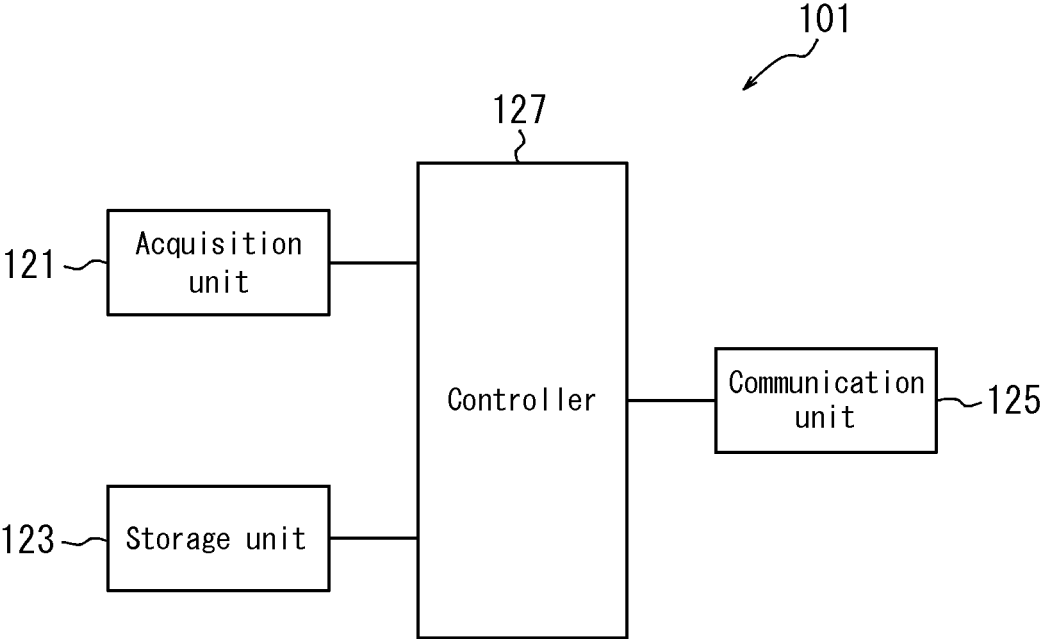 101
127
Acquisition
unit
121
Controller
Communication
unit
125
Storage unit
123